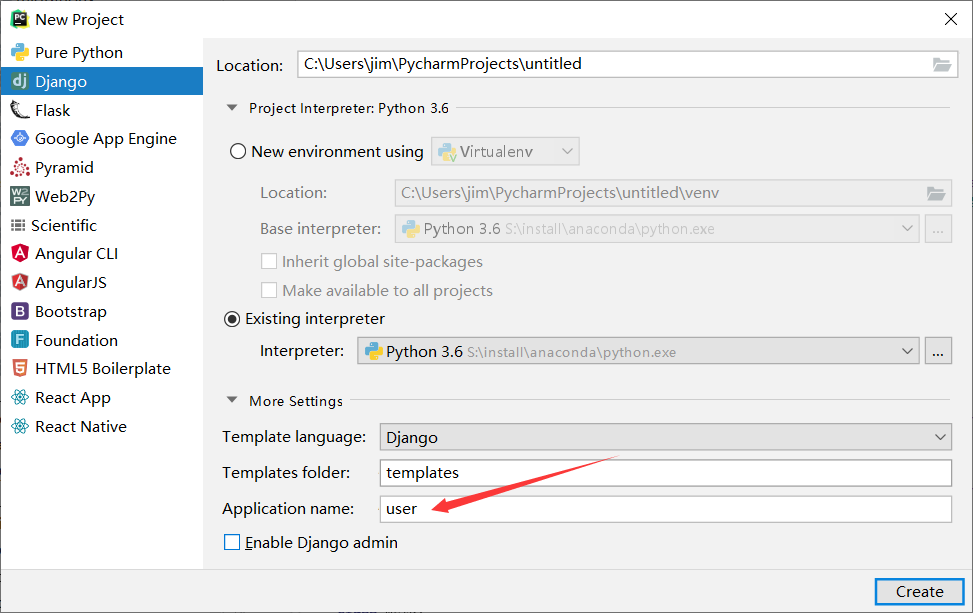 New Project
Pure Python
Django
Flask
Google App Engine
Pyramid
Web2Py
Scientific
Angular CLI
AngularJS
Bootstrap
Foundation
HTML5 Boilerplate
React App
React Native
Location: C:\Users\jim\PycharmProjects\untitled
Project Interpreter: Python 3.6
New environment using Virtualenv
Location: C:\Users\jim\PycharmProjects\untitled\venv
Base interpreter: Python 3.6 S:\install\anaconda\python.exe ...
Inherit global site-packages
Make available to all projects
Existing interpreter
Interpreter: Python 3.6 S:\install\anaconda\python.exe ...
More Settings
Template language: Django
Templates folder: templates
Application name: user
Enable Django admin
Create